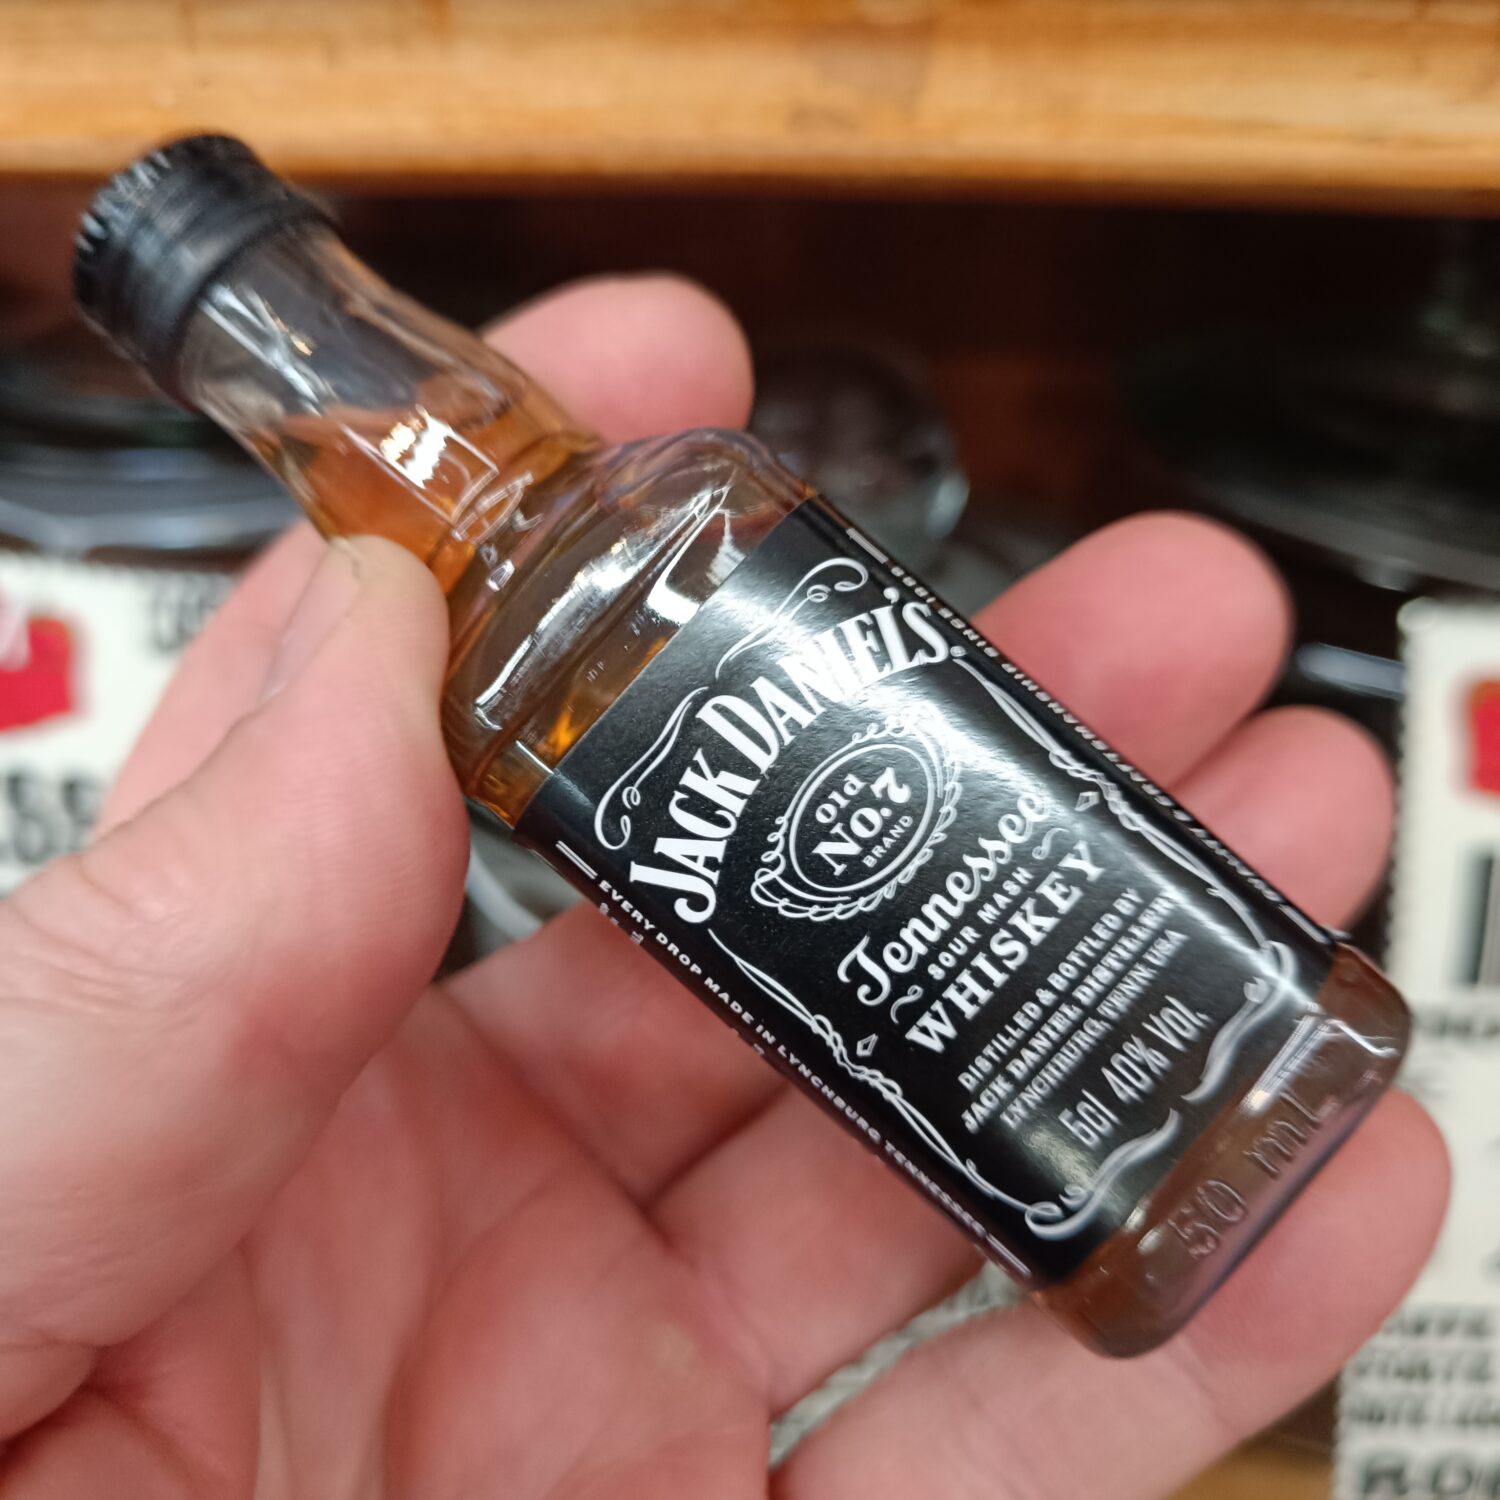 JACK DANIEL'S®
Old
No. 7
BRAND
Tennessee
SOUR MASH
WHISKEY
DISTILLED & BOTTLED BY
JACK DANIEL DISTILLERY
LYNCHBURG, TENN. USA
5cl 40% Vol.
EVERY DROP MADE IN LYNCHBURG TENNESSEE
50 mL